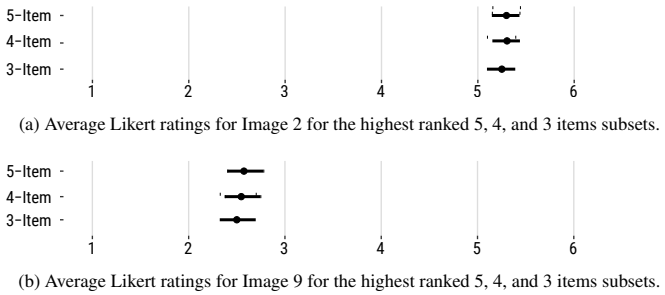 5-Item
4-Item
3-Item
1 2 3 4 5 6
(a) Average Likert ratings for Image 2 for the highest ranked 5, 4, and 3 items subsets.
5-Item
4-Item
3-Item
1 2 3 4 5 6
(b) Average Likert ratings for Image 9 for the highest ranked 5, 4, and 3 items subsets.